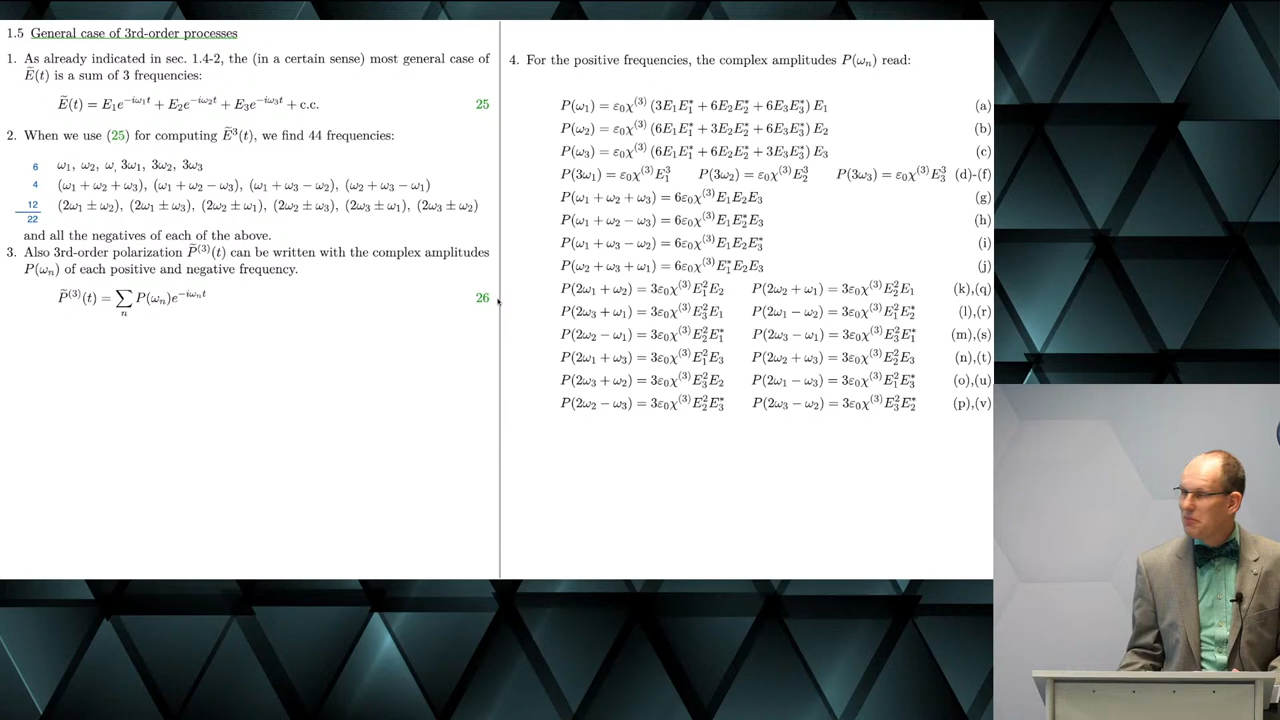 1.5 General case of 3rd-order processes
1. As already indicated in sec. 1.4-2, the (in a certain sense) most general case of
Ẽ(t) is a sum of 3 frequencies:
Ẽ(t) = E₁e^{−iω₁t} + E₂e^{−iω₂t} + E₃e^{−iω₃t} + c.c. 25
2. When we use (25) for computing Ẽ³(t), we find 44 frequencies:
6 ω₁, ω₂, ω, 3ω₁, 3ω₂, 3ω₃
4 (ω₁ + ω₂ + ω₃), (ω₁ + ω₂ − ω₃), (ω₁ + ω₃ − ω₂), (ω₂ + ω₃ − ω₁)
12 (2ω₁ ± ω₂), (2ω₁ ± ω₃), (2ω₂ ± ω₁), (2ω₂ ± ω₃), (2ω₃ ± ω₁), (2ω₃ ± ω₂)
22
and all the negatives of each of the above.
3. Also 3rd-order polarization P̃⁽³⁾(t) can be written with the complex amplitudes
P(ωₙ) of each positive and negative frequency.
P̃⁽³⁾(t) = ∑ₙ P(ωₙ)e^{−iωₙt} 26
4. For the positive frequencies, the complex amplitudes P(ωₙ) read:
P(ω₁) = ε₀χ⁽³⁾ (3E₁E₁* + 6E₂E₂* + 6E₃E₃*) E₁ (a)
P(ω₂) = ε₀χ⁽³⁾ (6E₁E₁* + 3E₂E₂* + 6E₃E₃*) E₂ (b)
P(ω₃) = ε₀χ⁽³⁾ (6E₁E₁* + 6E₂E₂* + 3E₃E₃*) E₃ (c)
P(3ω₁) = ε₀χ⁽³⁾E₁³ P(3ω₂) = ε₀χ⁽³⁾E₂³ P(3ω₃) = ε₀χ⁽³⁾E₃³ (d)-(f)
P(ω₁ + ω₂ + ω₃) = 6ε₀χ⁽³⁾E₁E₂E₃ (g)
P(ω₁ + ω₂ − ω₃) = 6ε₀χ⁽³⁾E₁E₂*E₃ (h)
P(ω₁ + ω₃ − ω₂) = 6ε₀χ⁽³⁾E₁E₂E₃* (i)
P(ω₂ + ω₃ + ω₁) = 6ε₀χ⁽³⁾E₁*E₂E₃ (j)
P(2ω₁ + ω₂) = 3ε₀χ⁽³⁾E₁²E₂ P(2ω₂ + ω₁) = 3ε₀χ⁽³⁾E₂²E₁ (k),(q)
P(2ω₃ + ω₁) = 3ε₀χ⁽³⁾E₃²E₁ P(2ω₁ − ω₂) = 3ε₀χ⁽³⁾E₁²E₂* (l),(r)
P(2ω₂ − ω₁) = 3ε₀χ⁽³⁾E₂²E₁* P(2ω₃ − ω₁) = 3ε₀χ⁽³⁾E₃²E₁* (m),(s)
P(2ω₁ + ω₃) = 3ε₀χ⁽³⁾E₁²E₃ P(2ω₂ + ω₃) = 3ε₀χ⁽³⁾E₂²E₃ (n),(t)
P(2ω₃ + ω₂) = 3ε₀χ⁽³⁾E₃²E₂ P(2ω₁ − ω₃) = 3ε₀χ⁽³⁾E₁²E₃* (o),(u)
P(2ω₂ − ω₃) = 3ε₀χ⁽³⁾E₂²E₃* P(2ω₃ − ω₂) = 3ε₀χ⁽³⁾E₃²E₂* (p),(v)